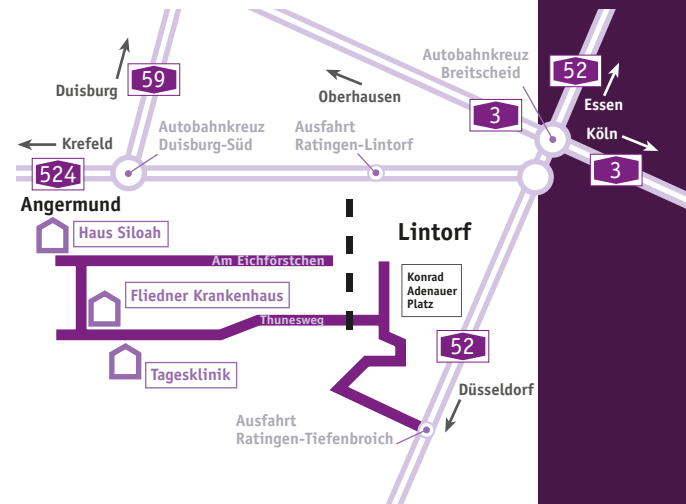 Autobahnkreuz
Breitscheid
52
59
Duisburg
Oberhausen
Essen
3
Köln
Krefeld
Autobahnkreuz
Duisburg-Süd
Ausfahrt
Ratingen-Lintorf
524
3
Angermund
Haus Siloah
Lintorf
Am Eichförstchen
Konrad
Adenauer
Platz
Fliedner Krankenhaus
Thunesweg
52
Tagesklinik
Düsseldorf
Ausfahrt
Ratingen-Tiefenbroich